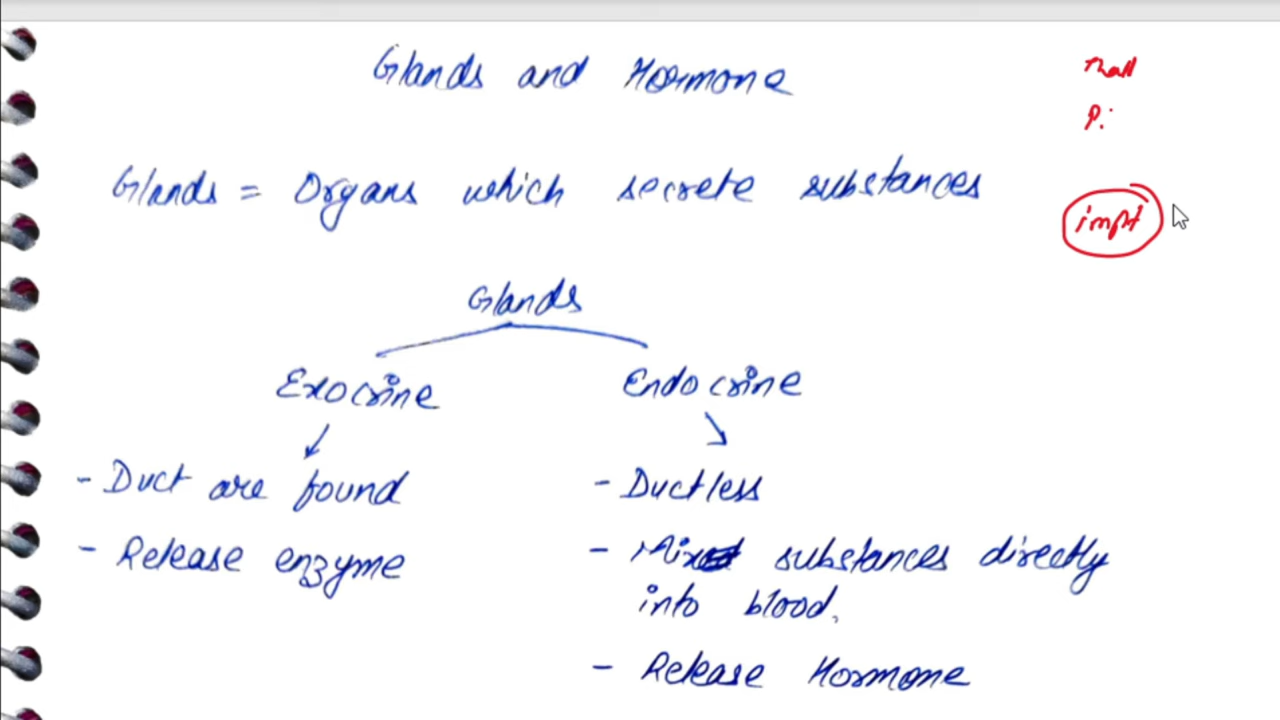 Glands and Hormone
P.
Glands = Organs which secrete substances
impt
Glands
Exocrine Endocrine
- Duct are found - Ductless
- Release enzyme - Mix substances directly
into blood.
- Release Hormone